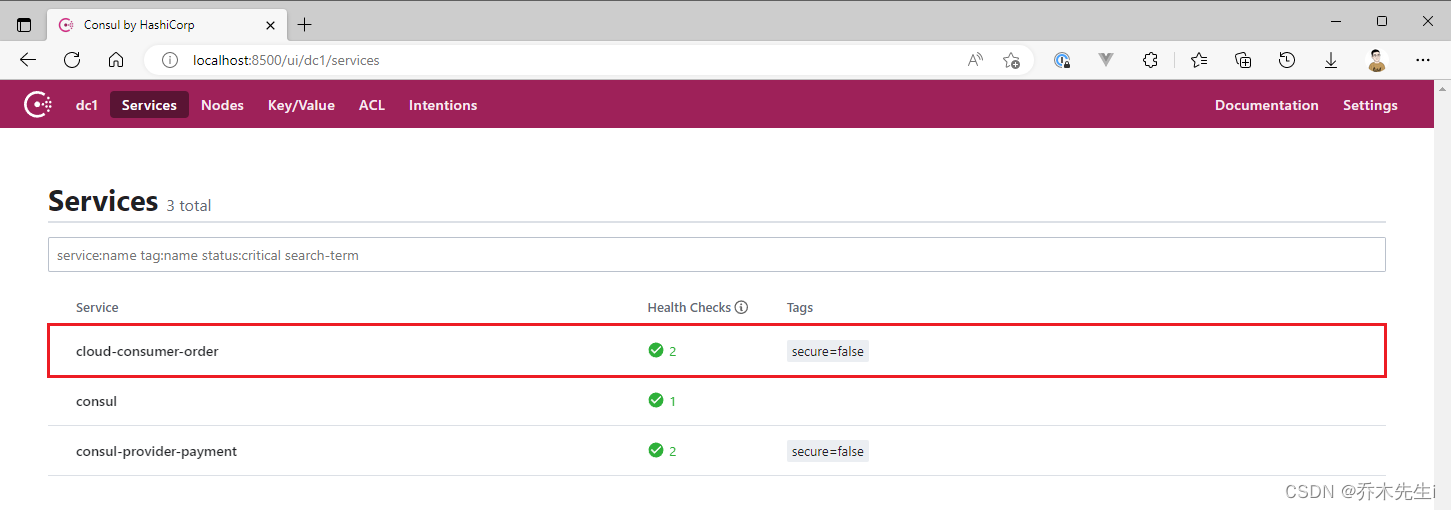 Consul by HashiCorp
localhost:8500/ui/dc1/services
dc1 Services Nodes Key/Value ACL Intentions Documentation Settings
Services 3 total
service:name tag:name status:critical search-term
Service Health Checks Tags
cloud-consumer-order 2 secure=false
consul 1
consul-provider-payment 2 secure=false
CSDN @乔木先生i